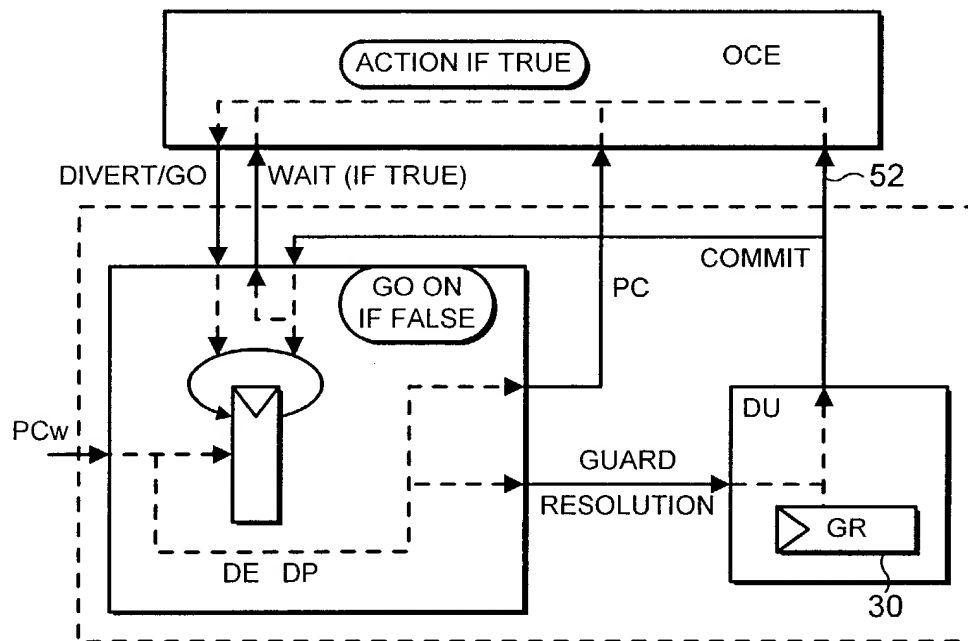 ACTION IF TRUE
OCE
DIVERT/GO
WAIT (IF TRUE)
52
COMMIT
GO ON
IF FALSE
PC
PCw
DU
GUARD
RESOLUTION
GR
DE DP
30